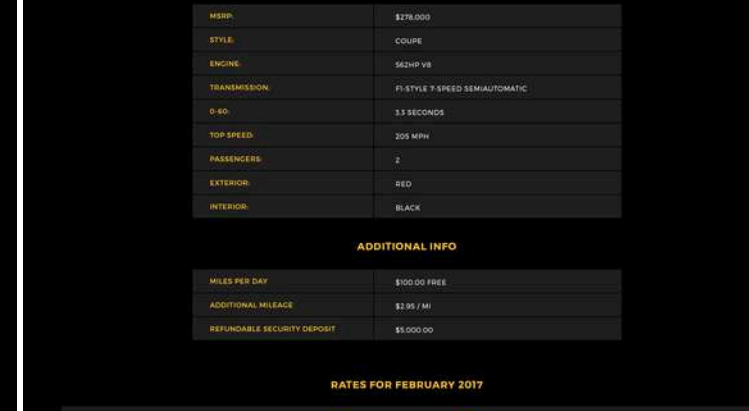 MSRP: $278,000
STYLE: COUPE
ENGINE: 562HP V8
TRANSMISSION: F1-STYLE 7-SPEED SEMIAUTOMATIC
0-60: 3.3 SECONDS
TOP SPEED: 205 MPH
PASSENGERS: 2
EXTERIOR: RED
INTERIOR: BLACK
ADDITIONAL INFO
MILES PER DAY $100.00 FREE
ADDITIONAL MILEAGE $2.95 / MI
REFUNDABLE SECURITY DEPOSIT $5,000.00
RATES FOR FEBRUARY 2017